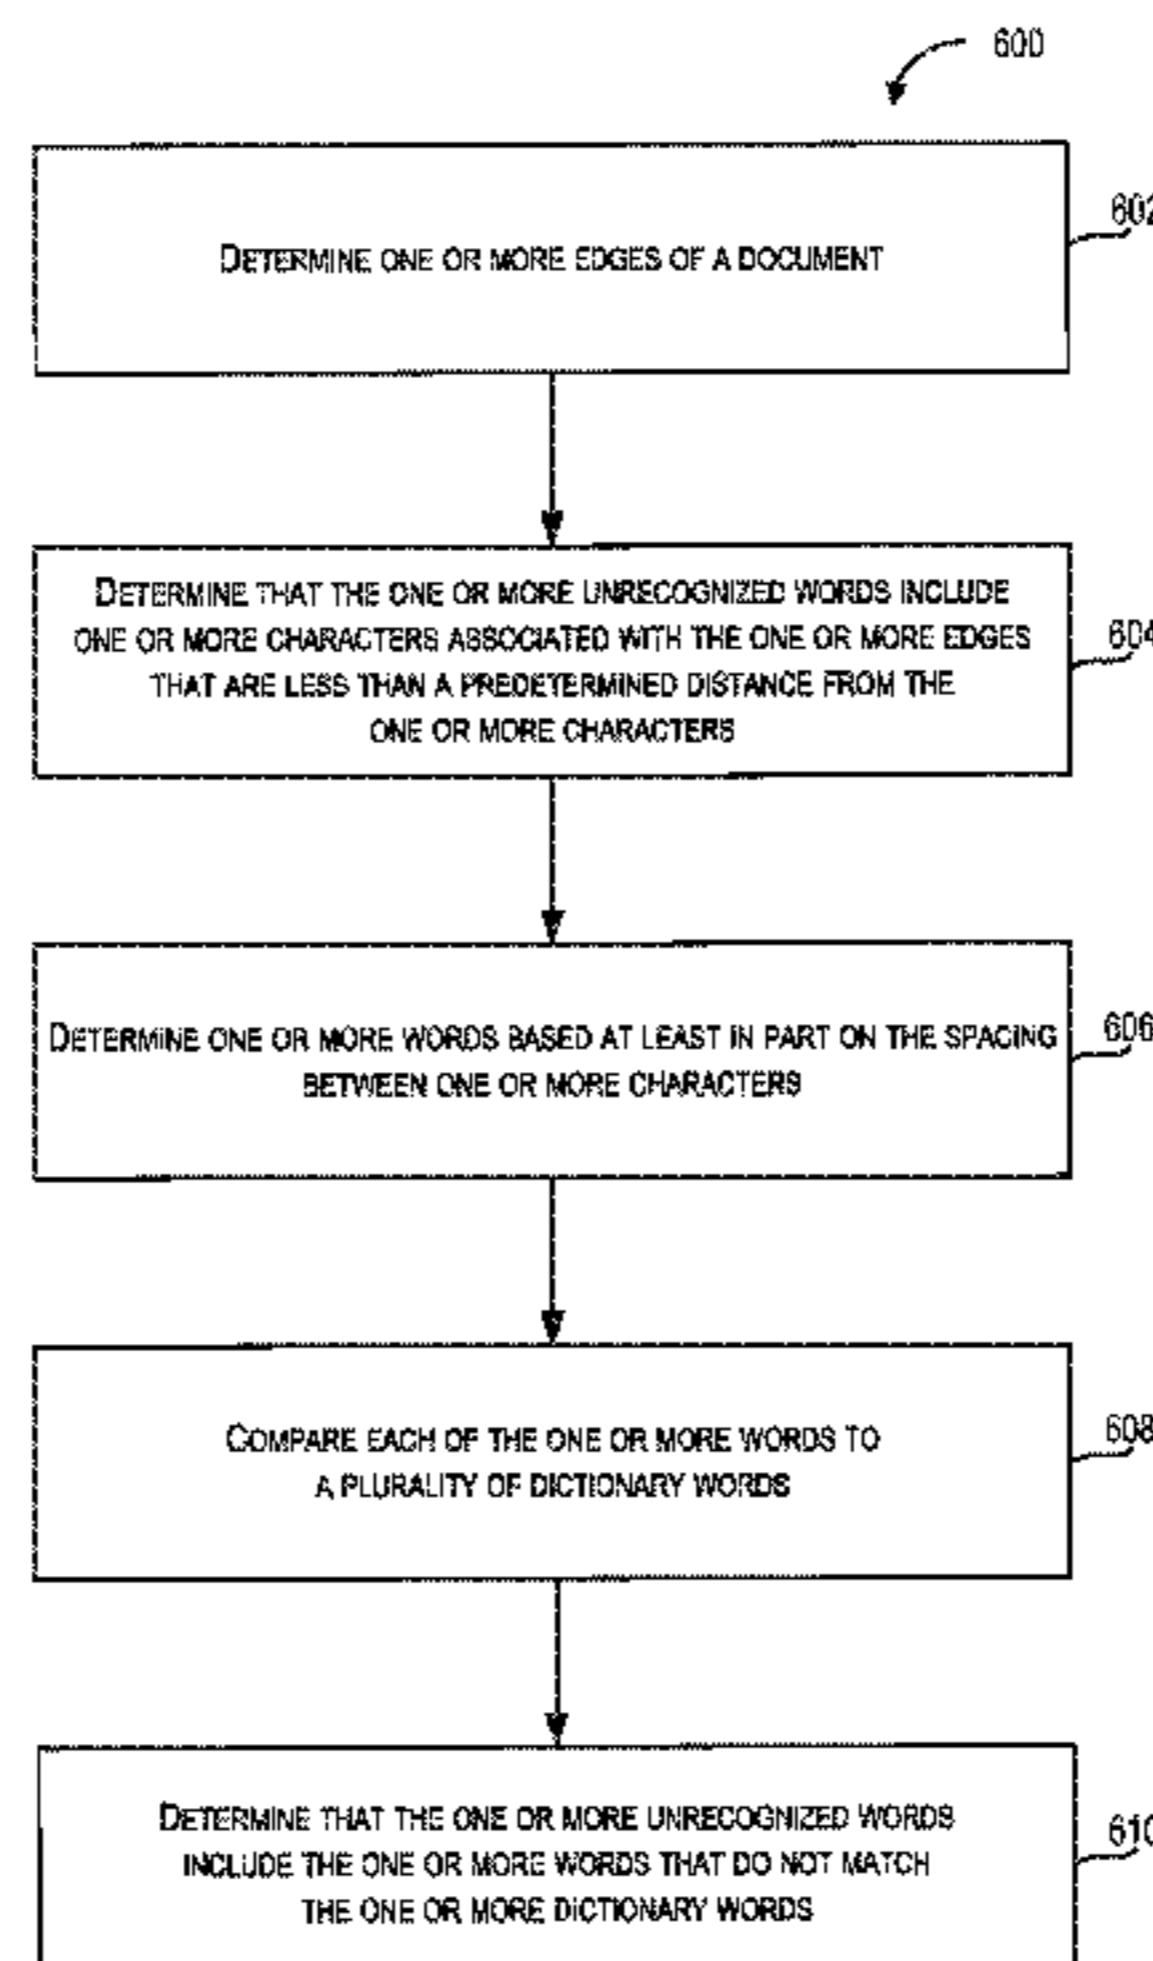 600
DETERMINE ONE OR MORE EDGES OF A DOCUMENT
602
DETERMINE THAT THE ONE OR MORE UNRECOGNIZED WORDS INCLUDE
ONE OR MORE CHARACTERS ASSOCIATED WITH THE ONE OR MORE EDGES
THAT ARE LESS THAN A PREDETERMINED DISTANCE FROM THE
ONE OR MORE CHARACTERS
604
DETERMINE ONE OR MORE WORDS BASED AT LEAST IN PART ON THE SPACING
BETWEEN ONE OR MORE CHARACTERS
606
COMPARE EACH OF THE ONE OR MORE WORDS TO
A PLURALITY OF DICTIONARY WORDS
608
DETERMINE THAT THE ONE OR MORE UNRECOGNIZED WORDS
INCLUDE THE ONE OR MORE WORDS THAT DO NOT MATCH
THE ONE OR MORE DICTIONARY WORDS
610